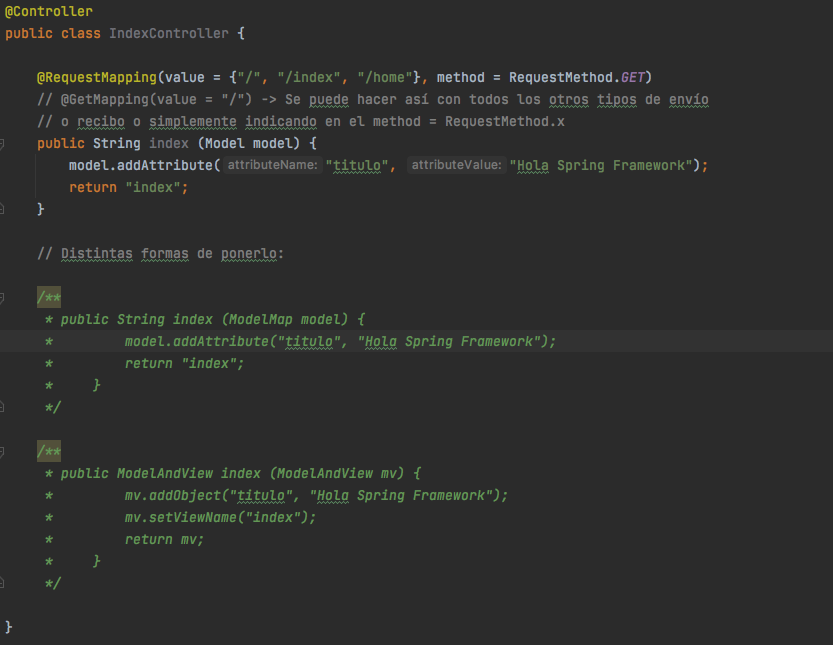 @Controller
public class IndexController {
@RequestMapping(value = {"/", "/index", "/home"}, method = RequestMethod.GET)
// @GetMapping(value = "/") -> Se puede hacer así con todos los otros tipos de envío
// o recibo o simplemente indicando en el method = RequestMethod.x
public String index (Model model) {
model.addAttribute( attributeName: "titulo", attributeValue: "Hola Spring Framework");
return "index";
}
// Distintas formas de ponerlo:
/**
* public String index (ModelMap model) {
* model.addAttribute("titulo", "Hola Spring Framework");
* return "index";
* }
*/
/**
* public ModelAndView index (ModelAndView mv) {
* mv.addObject("titulo", "Hola Spring Framework");
* mv.setViewName("index");
* return mv;
* }
*/
}